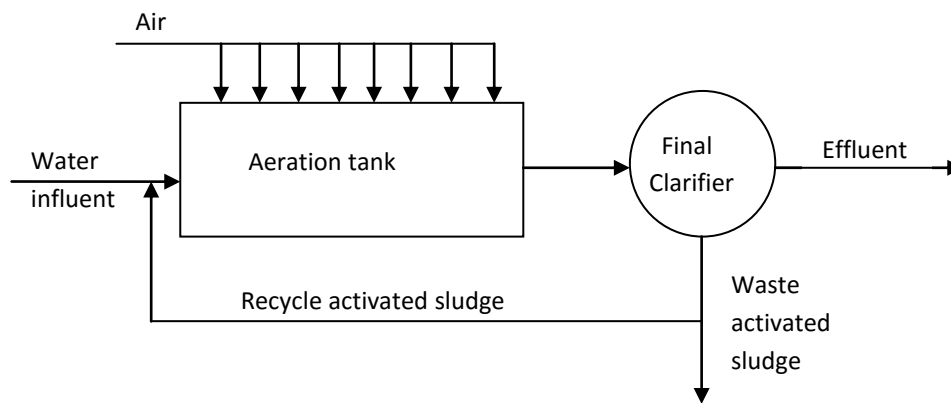 Air
Water
influent
Aeration tank
Final
Clarifier
Effluent
Recycle activated sludge
Waste
activated
sludge